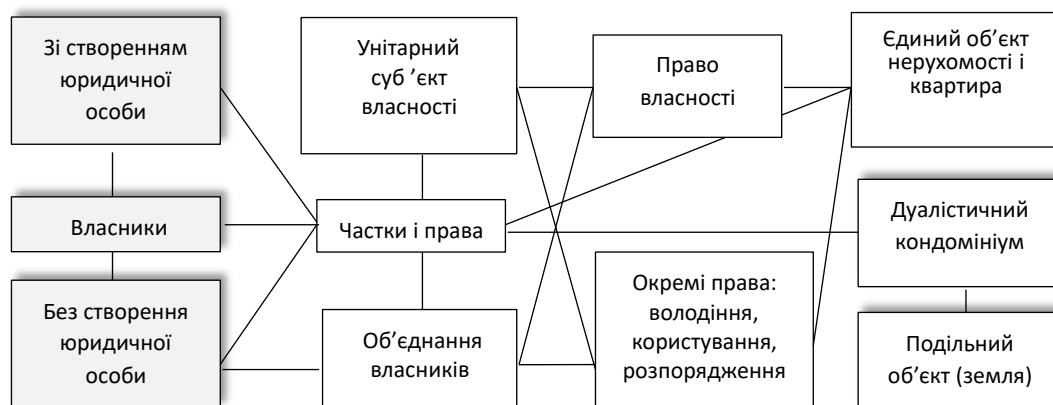 Зі створенням
юридичної
особи
Унітарний
суб ’єкт
власності
Право
власності
Єдиний об’єкт
нерухомості і
квартира
Власники
Частки і права
Дуалістичний
кондомініум
Без створення
юридичної
особи
Об’єднання
власників
Окремі права:
володіння,
користування,
розпорядження
Подільний
об’єкт (земля)